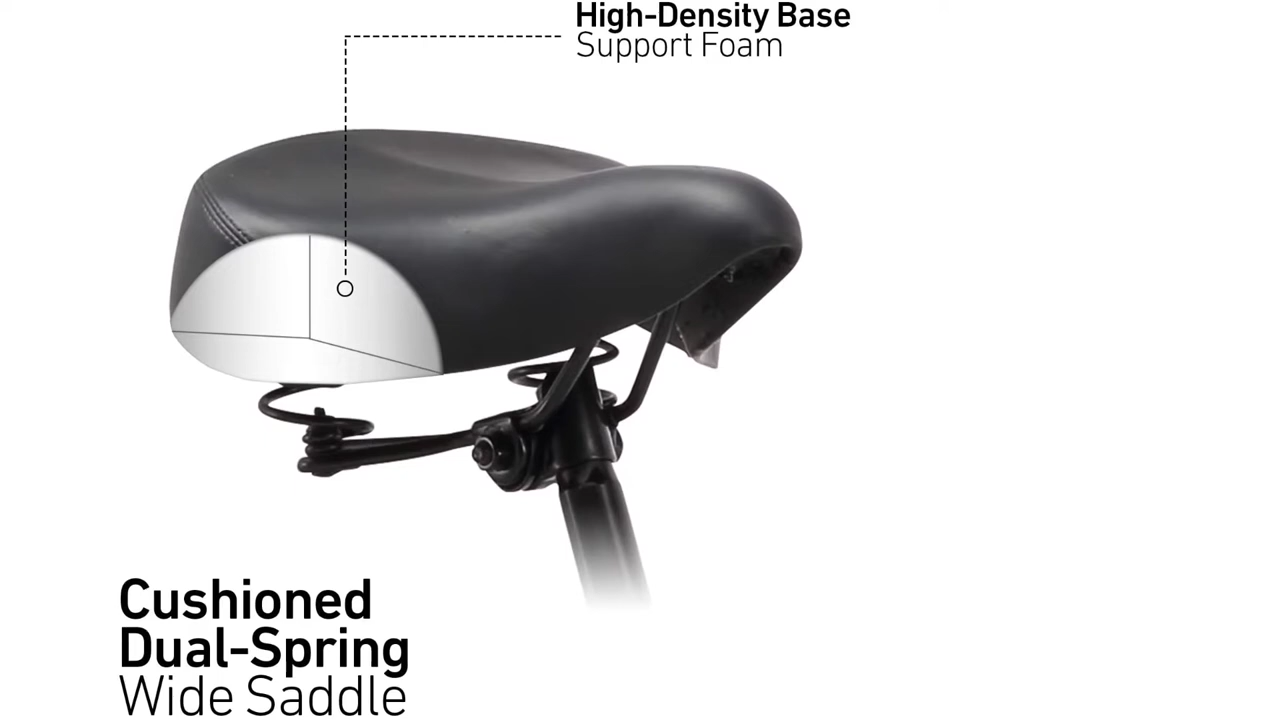 High-Density Base
Support Foam
Cushioned
Dual-Spring
Wide Saddle